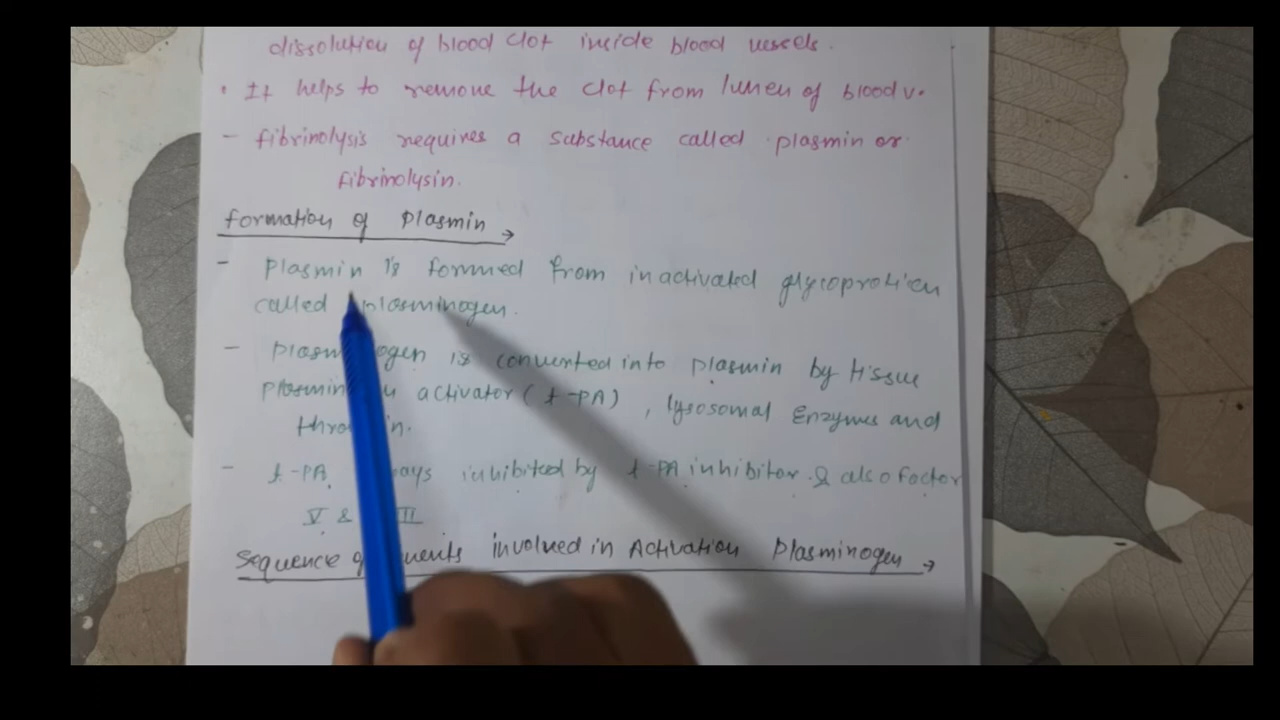 dissolution of blood clot inside blood vessels.
• It helps to remove the clot from lumen of blood v.
- fibrinolysis requires a substance called plasmin or
fibrinolysin.
formation of Plasmin →
- Plasmin is formed from inactivated glycoprotien
called plasminogen.
- is converted into plasmin by tissue
activator (t-PA), lysosomal Enzymes and
- t-PA inhibited by t-PA inhibitor & also factor
V &
Sequence of events involved in Activation Plasminogen →